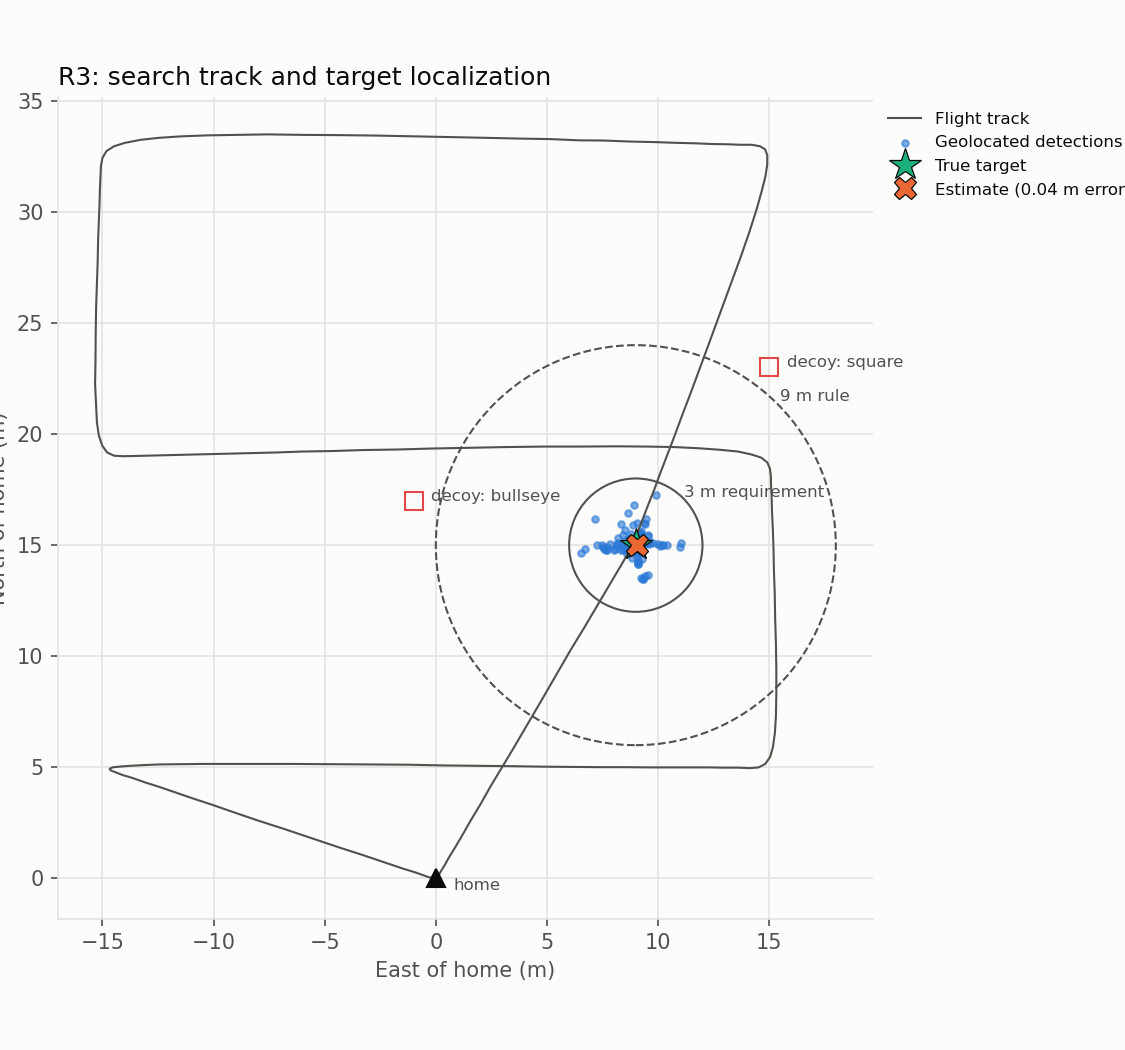 R3: search track and target localization
Flight track
Geolocated detections
True target
Estimate (0.04 m error
35
30
25
20
15
10
5
0
decoy: square
9 m rule
decoy: bullseye
3 m requirement
home
−15
−10
−5
0
5
10
15
East of home (m)
North of home (m)